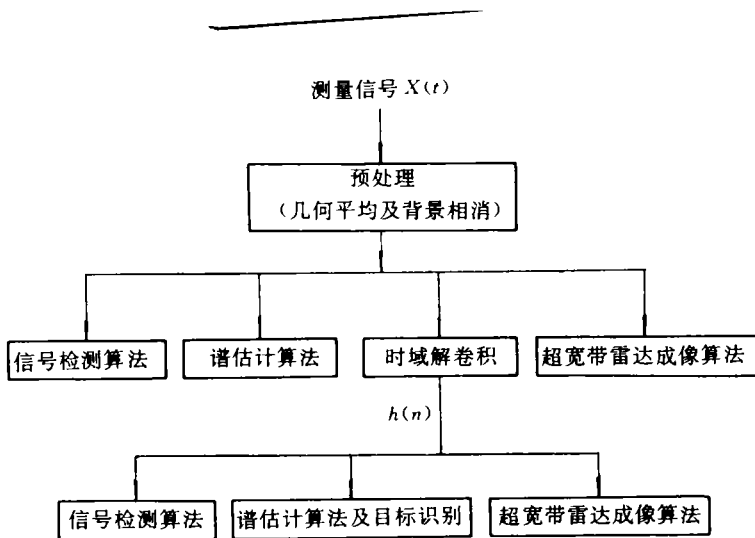 测量信号 X(t)
预处理
(几何平均及背景相消)
信号检测算法
谱估计算法
时域解卷积
超宽带雷达成像算法
h(n)
信号检测算法
谱估计算法及目标识别
超宽带雷达成像算法